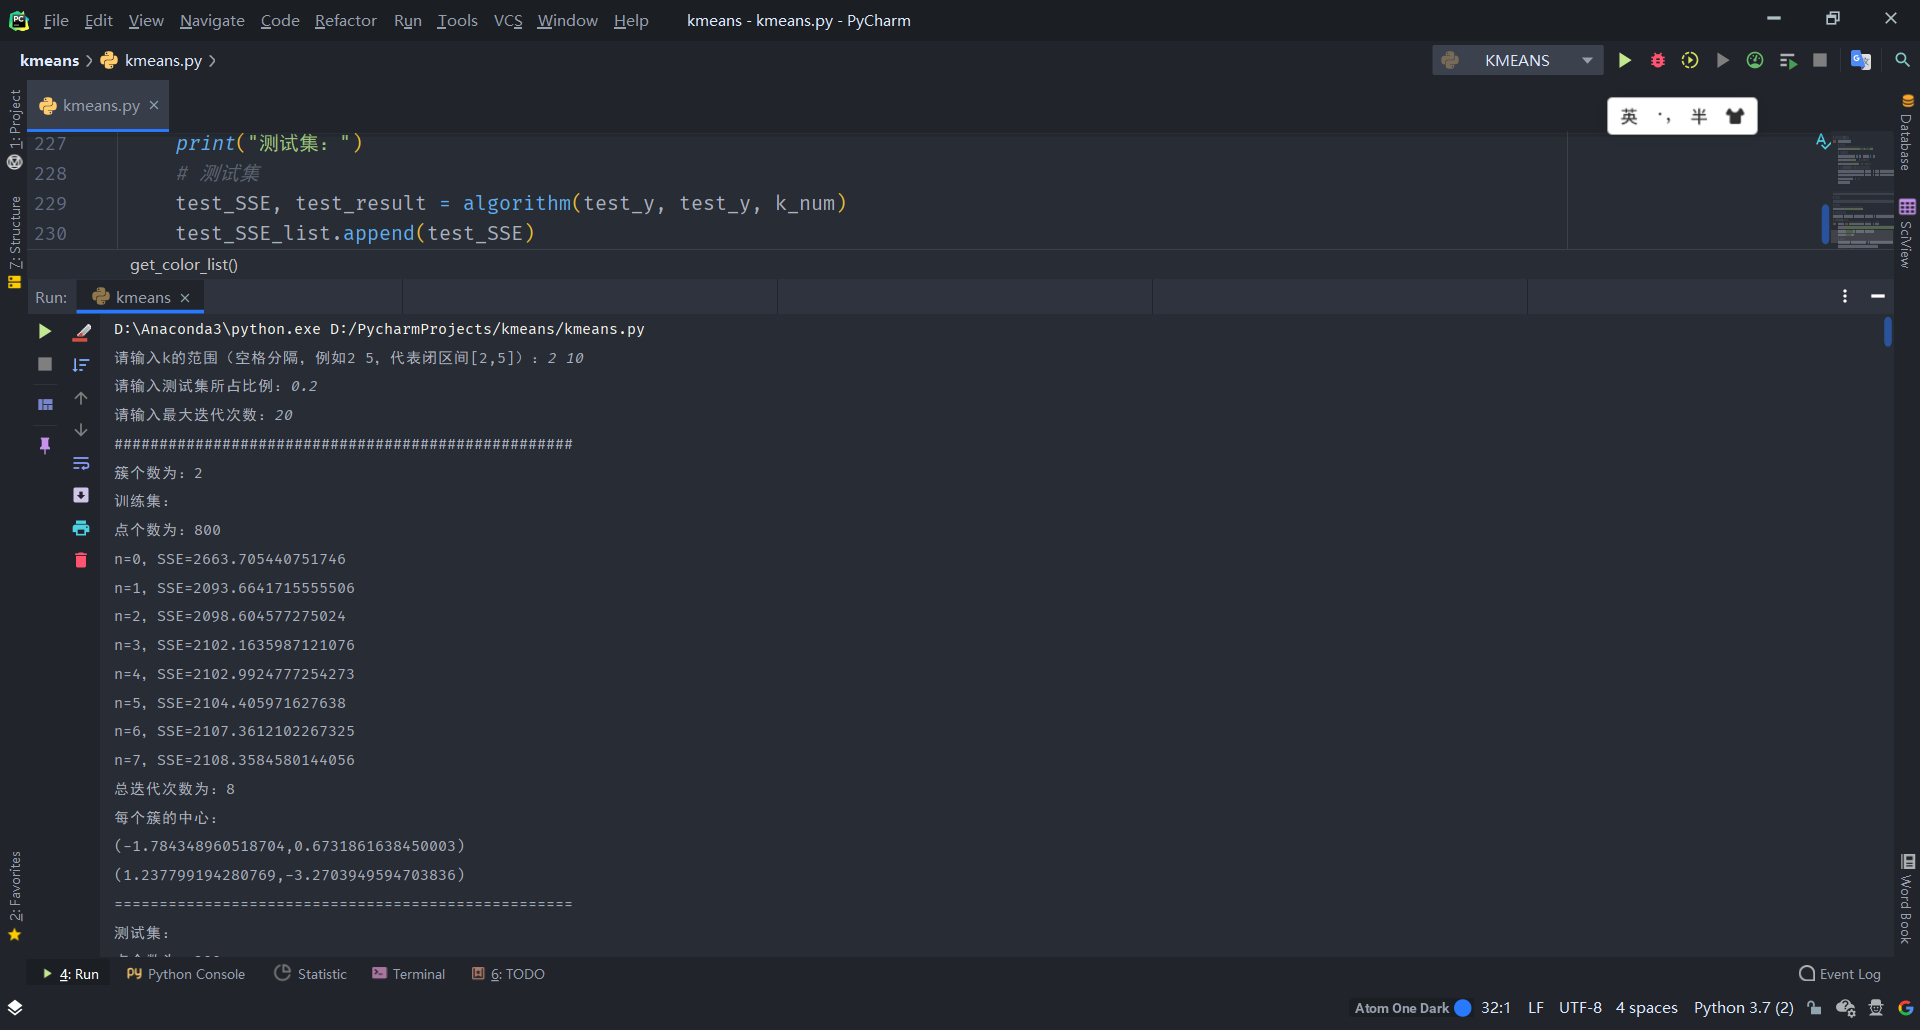 File Edit View Navigate Code Refactor Run Tools VCS Window Help kmeans - kmeans.py - PyCharm
kmeans kmeans.py KMEANS
1: Project
kmeans.py
英 半
227 print("测试集：")
228 # 测试集
229 test_SSE, test_result = algorithm(test_y, test_y, k_num)
230 test_SSE_list.append(test_SSE)
get_color_list()
7: Structure
Database
SciView
Run: kmeans
D:\Anaconda3\python.exe D:/PycharmProjects/kmeans/kmeans.py
请输入k的范围（空格分隔，例如2 5，代表闭区间[2,5]）：2 10
请输入测试集所占比例：0.2
请输入最大迭代次数：20
###################################################
簇个数为：2
训练集：
点个数为：800
n=0，SSE=2663.705440751746
n=1，SSE=2093.6641715555506
n=2，SSE=2098.604577275024
n=3，SSE=2102.1635987121076
n=4，SSE=2102.9924777254273
n=5，SSE=2104.405971627638
n=6，SSE=2107.3612102267325
n=7，SSE=2108.3584580144056
总迭代次数为：8
每个簇的中心：
(-1.784348960518704,0.6731861638450003)
(1.237799194280769,-3.2703949594703836)
===================================================
测试集：
2: Favorites
Word Book
4: Run Python Console Statistic Terminal 6: TODO Event Log
Atom One Dark 32:1 LF UTF-8 4 spaces Python 3.7 (2)